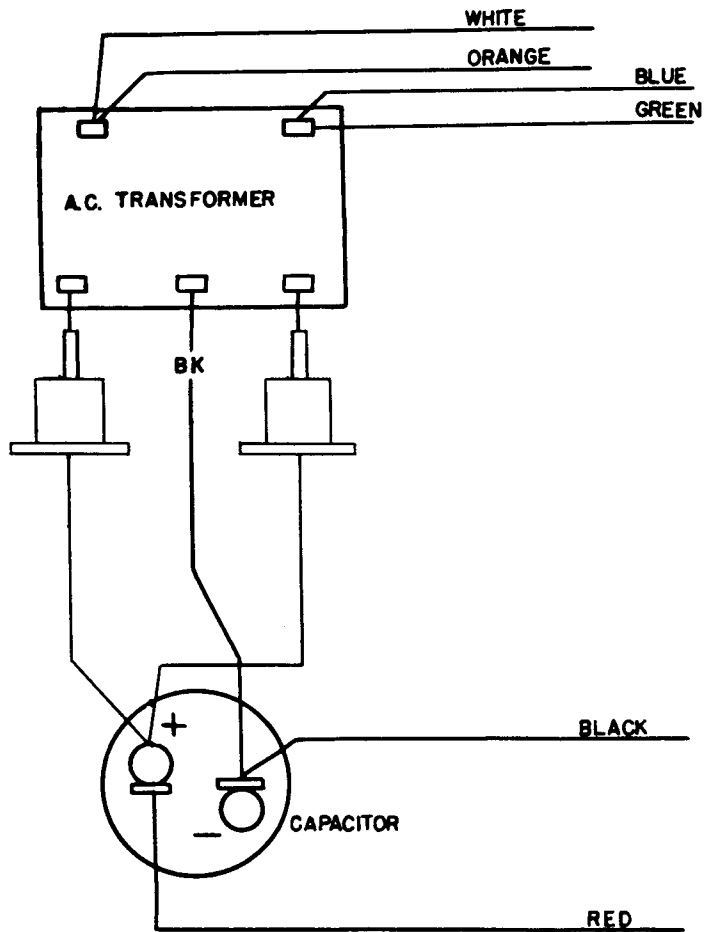 WHITE
ORANGE
BLUE
GREEN
A.C. TRANSFORMER
BK
+
BLACK
−
CAPACITOR
RED